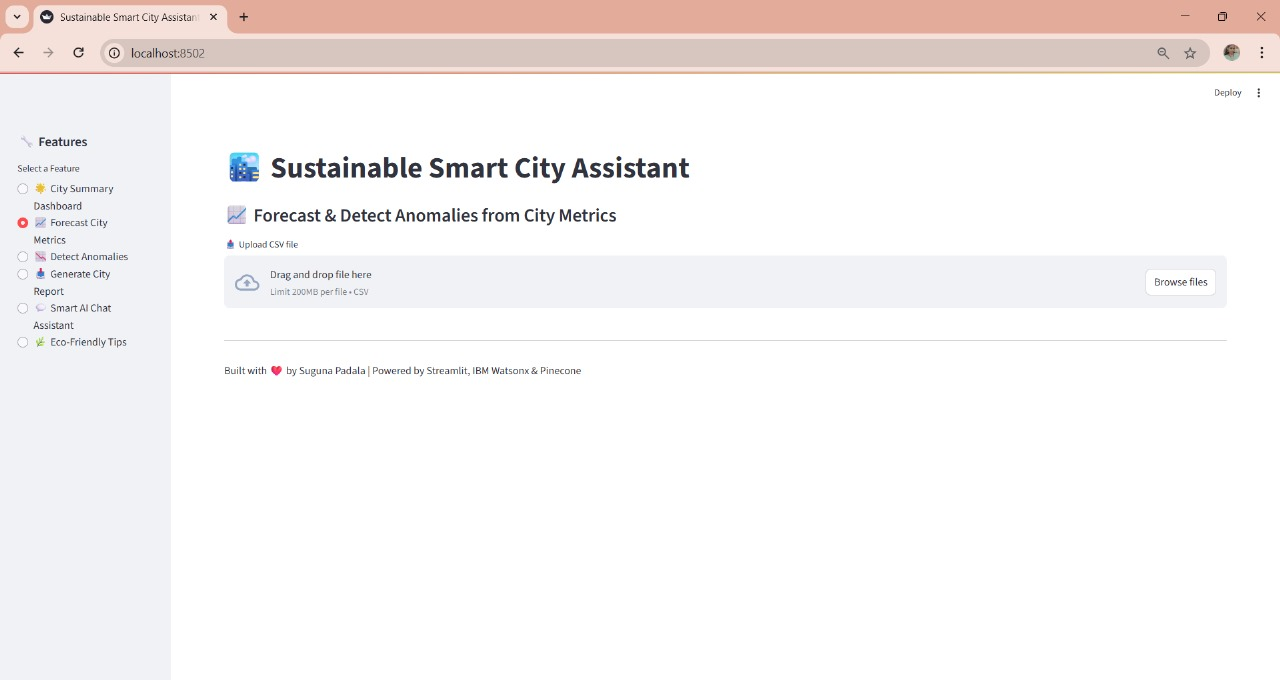 Sustainable Smart City Assistant
localhost:8502
Deploy
Features
Select a Feature
City Summary
Dashboard
Forecast City
Metrics
Detect Anomalies
Generate City
Report
Smart AI Chat
Assistant
Eco-Friendly Tips
Sustainable Smart City Assistant
Forecast & Detect Anomalies from City Metrics
Upload CSV file
Drag and drop file here
Limit 200MB per file • CSV
Browse files
Built with ❤️ by Suguna Padala | Powered by Streamlit, IBM Watsonx & Pinecone